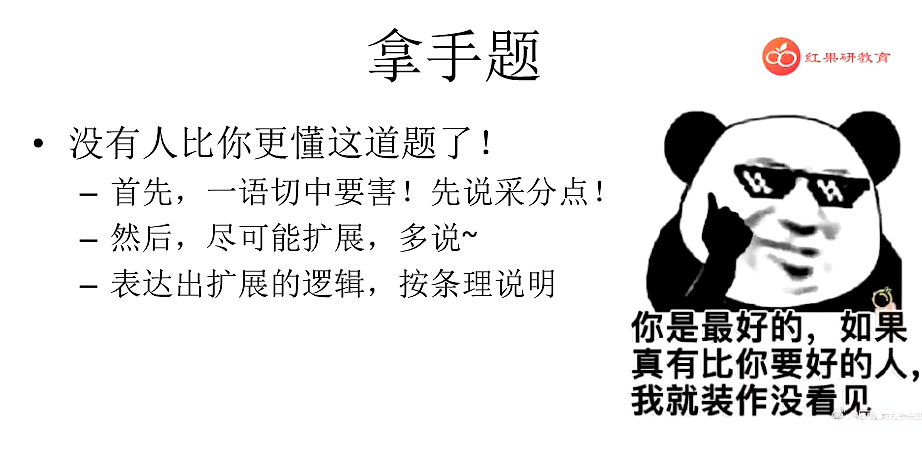 拿手题
红果研教育
• 没有人比你更懂这道题了！
– 首先，一语切中要害！先说采分点！
– 然后，尽可能扩展，多说~
– 表达出扩展的逻辑，按条理说明
你是最好的，如果
真有比你要好的人，
我就装作没看见